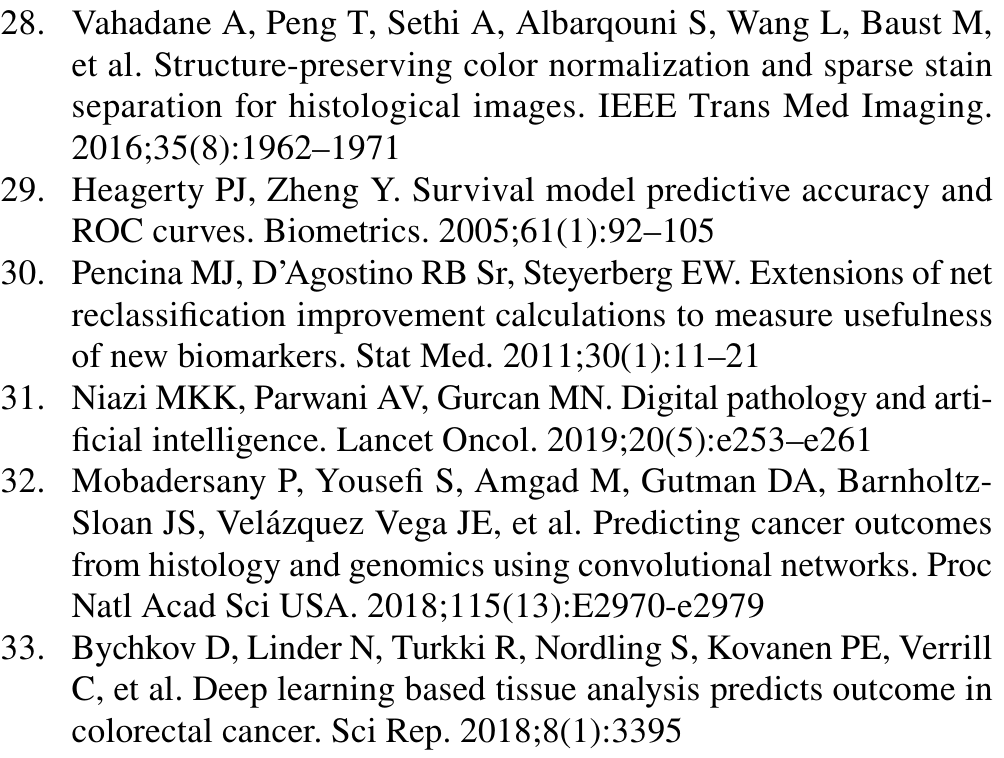 28. Vahadane A, Peng T, Sethi A, Albarqouni S, Wang L, Baust M,
et al. Structure-preserving color normalization and sparse stain
separation for histological images. IEEE Trans Med Imaging.
2016;35(8):1962–1971
29. Heagerty PJ, Zheng Y. Survival model predictive accuracy and
ROC curves. Biometrics. 2005;61(1):92–105
30. Pencina MJ, D’Agostino RB Sr, Steyerberg EW. Extensions of net
reclassification improvement calculations to measure usefulness
of new biomarkers. Stat Med. 2011;30(1):11–21
31. Niazi MKK, Parwani AV, Gurcan MN. Digital pathology and arti-
ficial intelligence. Lancet Oncol. 2019;20(5):e253–e261
32. Mobadersany P, Yousefi S, Amgad M, Gutman DA, Barnholtz-
Sloan JS, Velázquez Vega JE, et al. Predicting cancer outcomes
from histology and genomics using convolutional networks. Proc
Natl Acad Sci USA. 2018;115(13):E2970-e2979
33. Bychkov D, Linder N, Turkki R, Nordling S, Kovanen PE, Verrill
C, et al. Deep learning based tissue analysis predicts outcome in
colorectal cancer. Sci Rep. 2018;8(1):3395